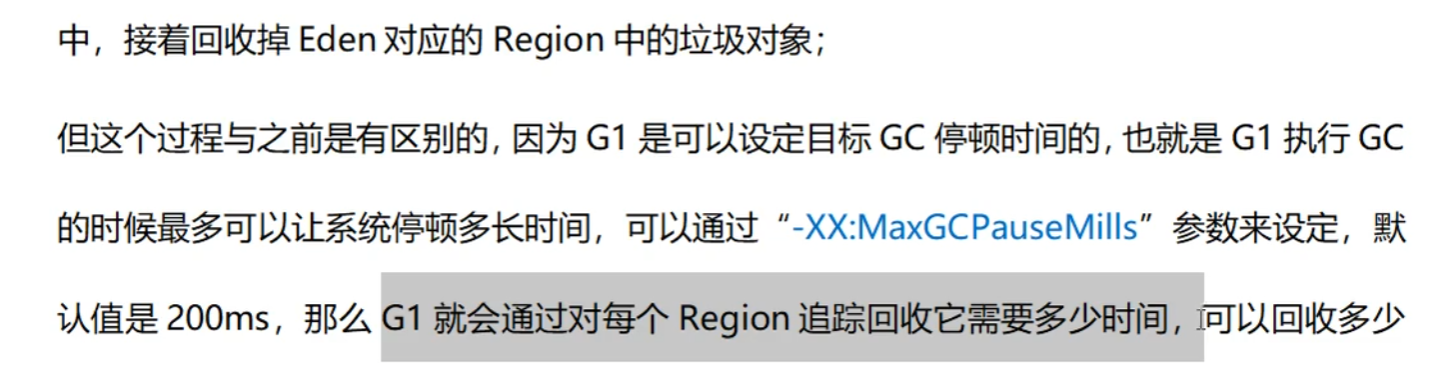 中，接着回收掉 Eden 对应的 Region 中的垃圾对象；
但这个过程与之前是有区别的，因为 G1 是可以设定目标 GC 停顿时间的，也就是 G1 执行 GC
的时候最多可以让系统停顿多长时间，可以通过“-XX:MaxGCPauseMills”参数来设定，默
认值是 200ms，那么 G1 就会通过对每个 Region 追踪回收它需要多少时间，可以回收多少